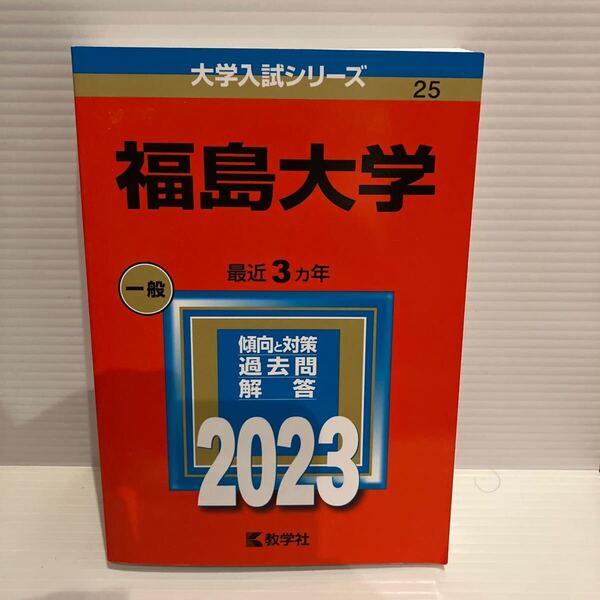 大学入試シリーズ
25
福島大学
最近3カ年
一般
傾向と対策
過去問
解答
2023
教学社